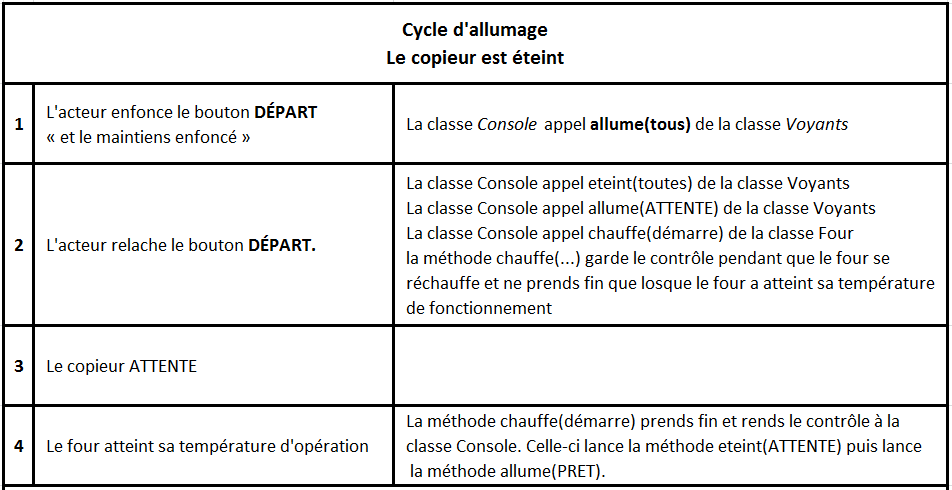 Cycle d'allumage
Le copieur est éteint
1
L'acteur enfonce le bouton DÉPART
« et le maintiens enfoncé »
La classe Console appel allume(tous) de la classe Voyants
2
L'acteur relache le bouton DÉPART.
La classe Console appel eteint(toutes) de la classe Voyants
La classe Console appel allume(ATTENTE) de la classe Voyants
La classe Console appel chauffe(démarre) de la classe Four
la méthode chauffe(...) garde le contrôle pendant que le four se
réchauffe et ne prends fin que losque le four a atteint sa température
de fonctionnement
3
Le copieur ATTENTE
4
Le four atteint sa température d'opération
La méthode chauffe(démarre) prends fin et rends le contrôle à la
classe Console. Celle-ci lance la méthode eteint(ATTENTE) puis lance
la méthode allume(PRET).